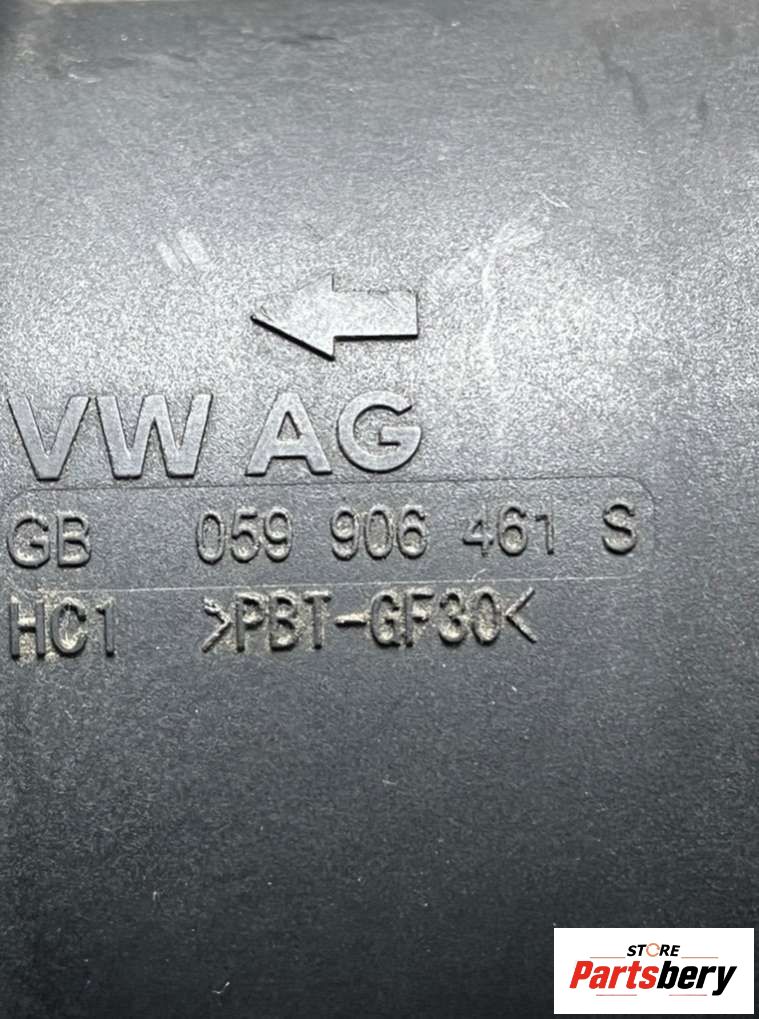 VW AG
GB 059 906 461 S
HC1 >PBT-GF30<
STORE
Partsbery